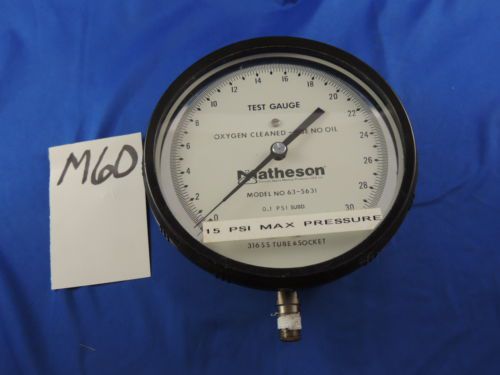 M60
0 2 4 6 8 10 12 14 16 18 20 22 24 26 28 30
TEST GAUGE
OXYGEN CLEANED — USE NO OIL
Matheson
MODEL NO 63-5631
0.1 PSI SUBD
15 PSI MAX PRESSURE
316 SS TUBE & SOCKET